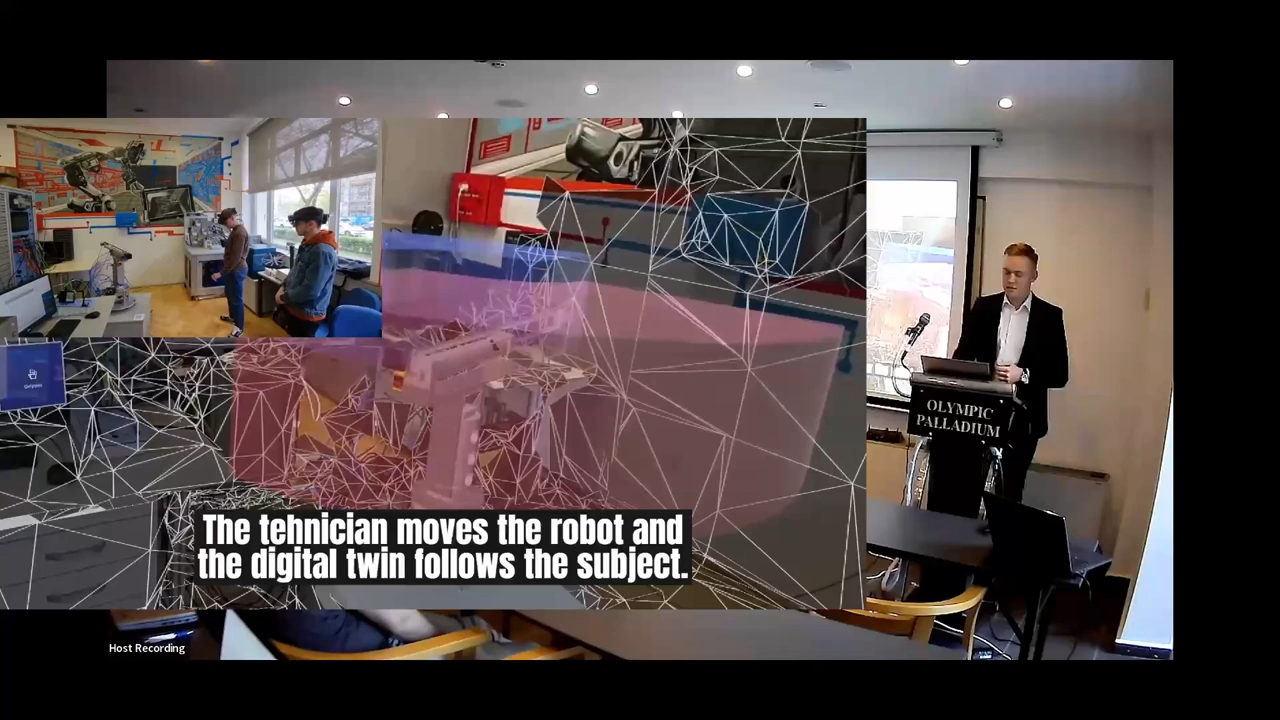 The tehnician moves the robot and
the digital twin follows the subject.
OLYMPIC
PALLADIUM
Host Recording